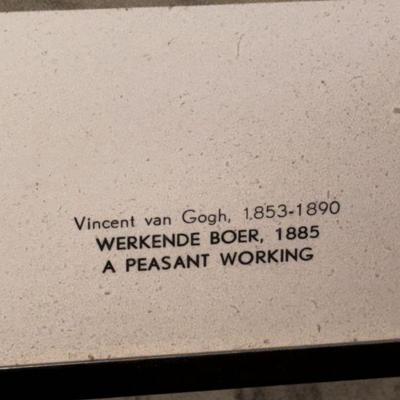 Vincent van Gogh, 1853-1890
WERKENDE BOER, 1885
A PEASANT WORKING